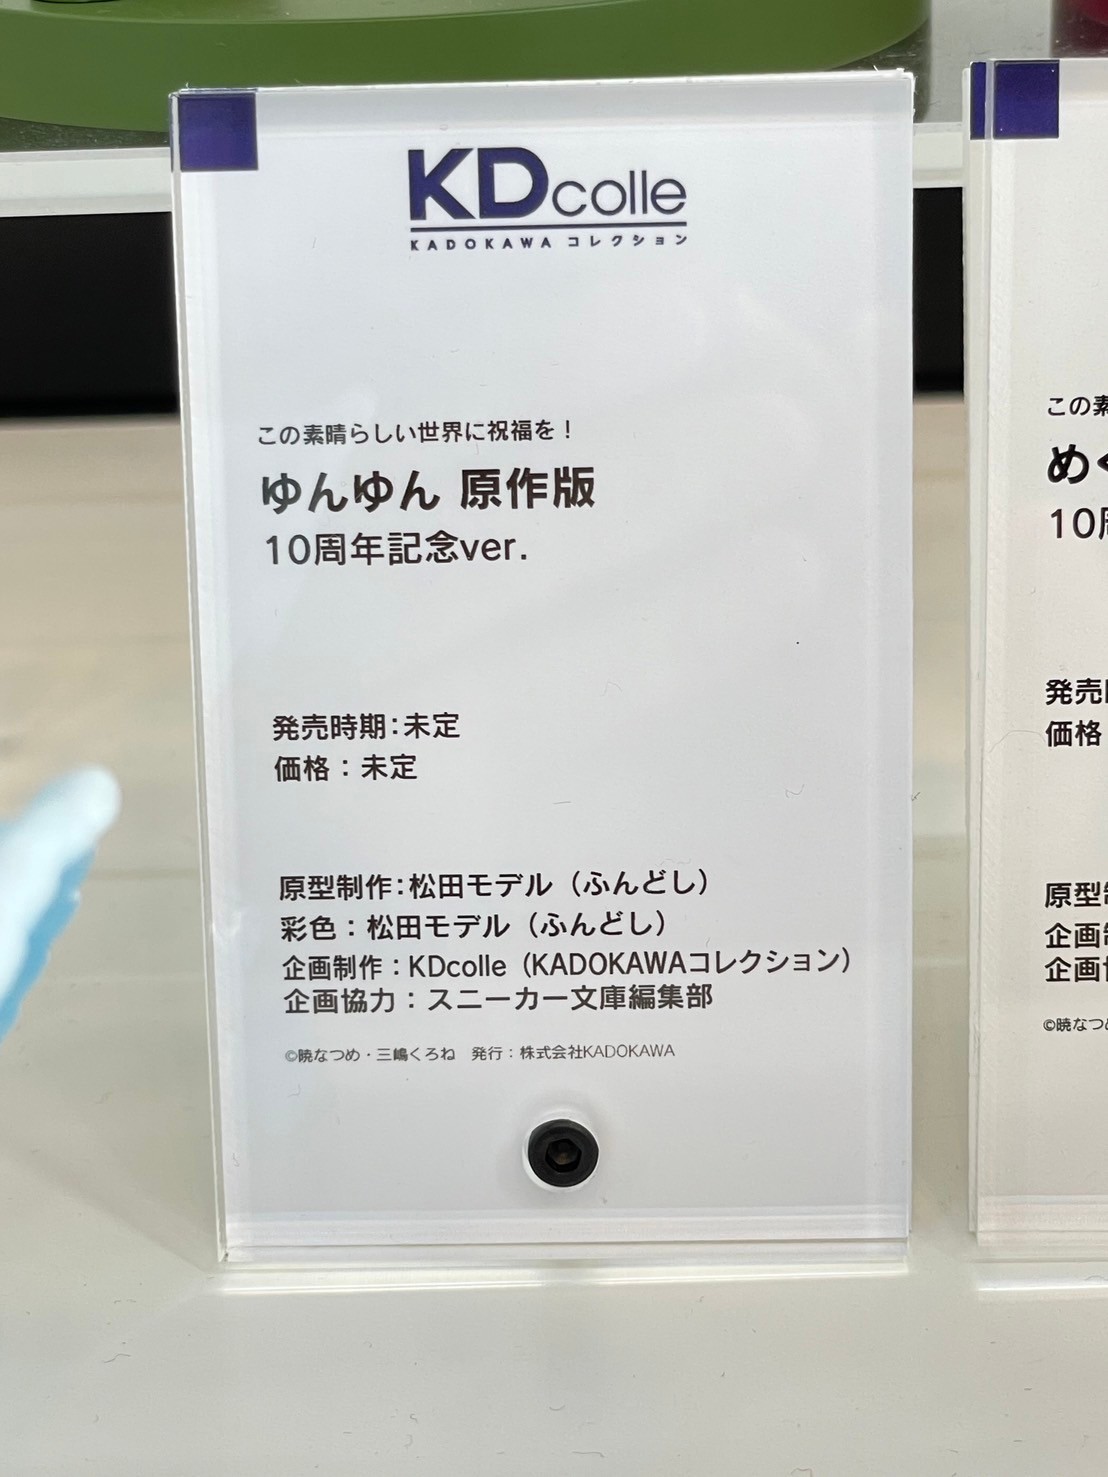 KDcolle
KADOKAWA コレクション
この素晴らしい世界に祝福を！
ゆんゆん 原作版
10周年記念ver.
発売時期：未定
価格：未定
原型制作：松田モデル（ふんどし）
彩色：松田モデル（ふんどし）
企画制作：KDcolle（KADOKAWAコレクション）
企画協力：スニーカー文庫編集部
©暁なつめ・三嶋くろね　発行：株式会社KADOKAWA
この素
め
10周
発売
価格
原型制
企画制
企画協
©暁なつ